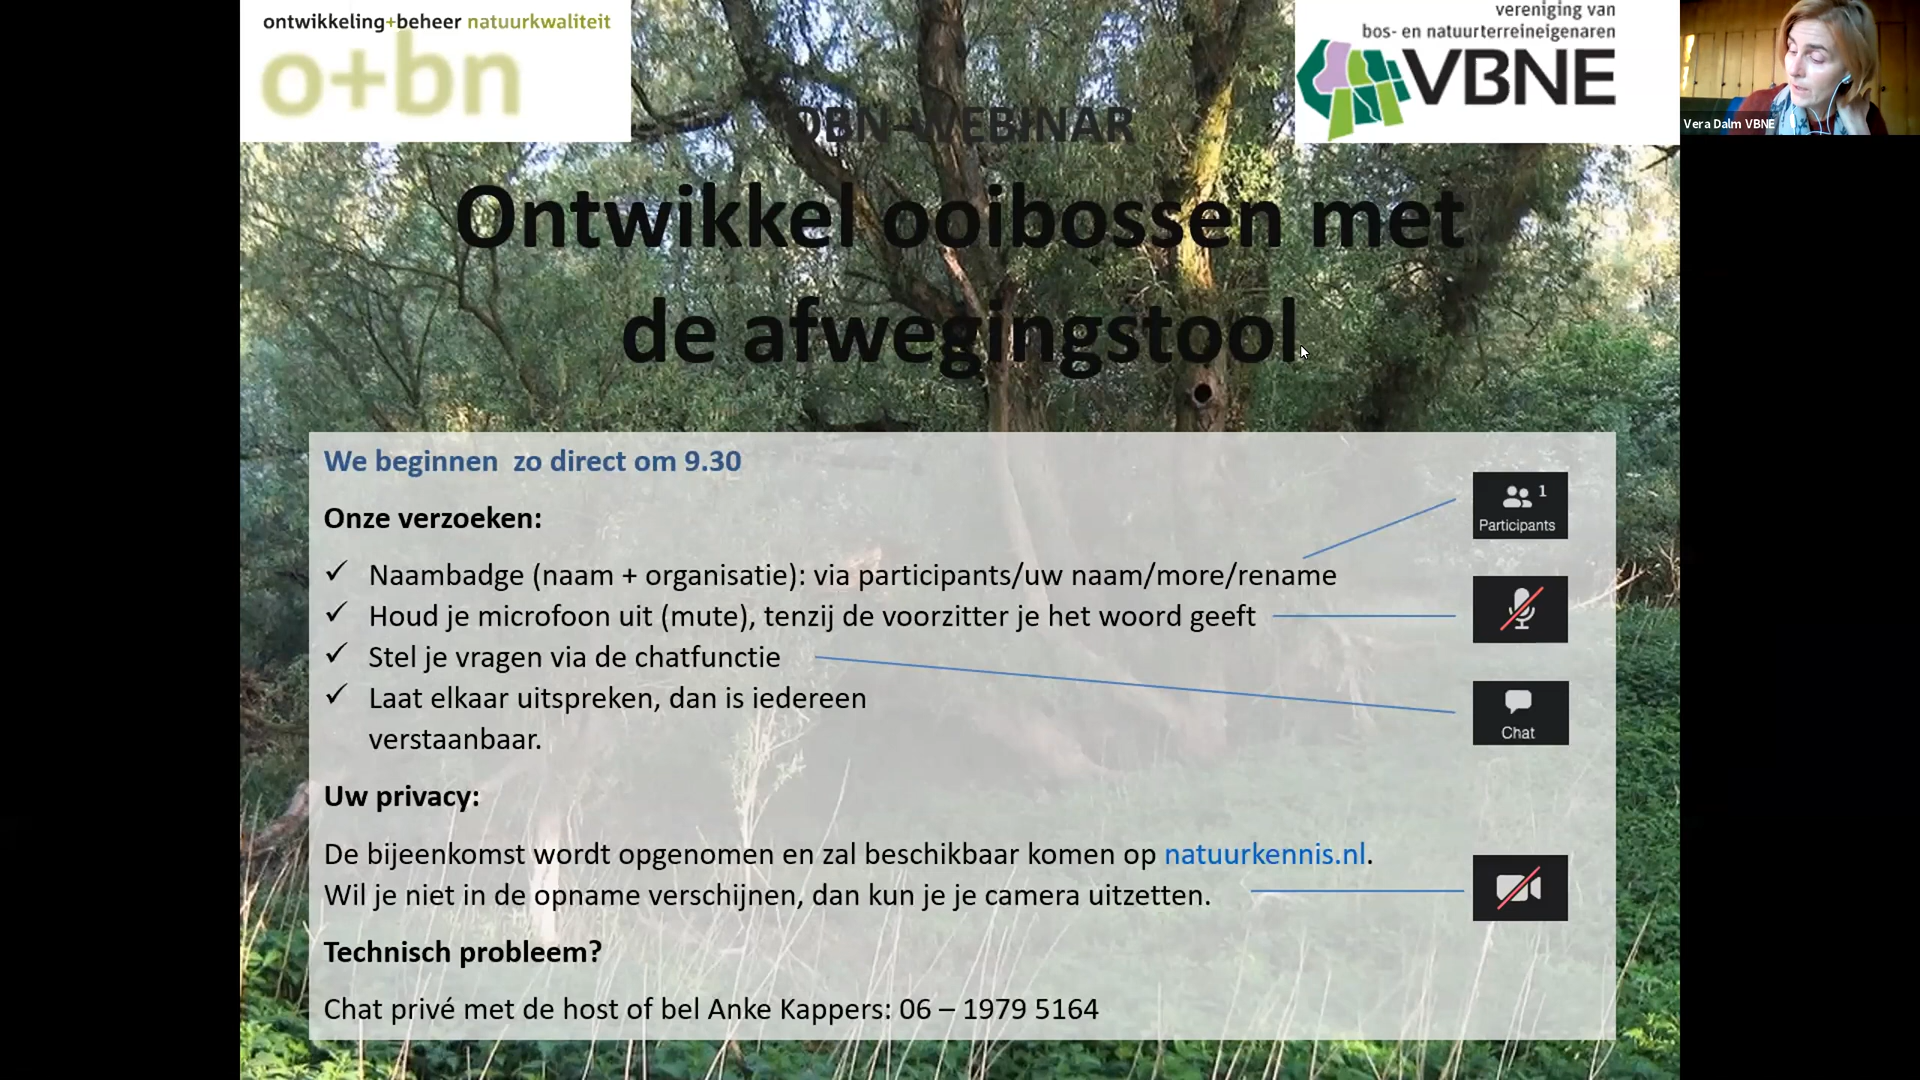 ontwikkeling+beheer natuurkwaliteit
o+bn
vereniging van
bos- en natuurterreineigenaren
VBNE
Vera Dalm VBNE
OBN-WEBINAR
Ontwikkel ooibossen met
de afwegingstool
We beginnen zo direct om 9.30
Onze verzoeken:
✓ Naambadge (naam + organisatie): via participants/uw naam/more/rename
✓ Houd je microfoon uit (mute), tenzij de voorzitter je het woord geeft
✓ Stel je vragen via de chatfunctie
✓ Laat elkaar uitspreken, dan is iedereen
verstaanbaar.
1
Participants
Chat
Uw privacy:
De bijeenkomst wordt opgenomen en zal beschikbaar komen op natuurkennis.nl.
Wil je niet in de opname verschijnen, dan kun je je camera uitzetten.
Technisch probleem?
Chat privé met de host of bel Anke Kappers: 06 – 1979 5164